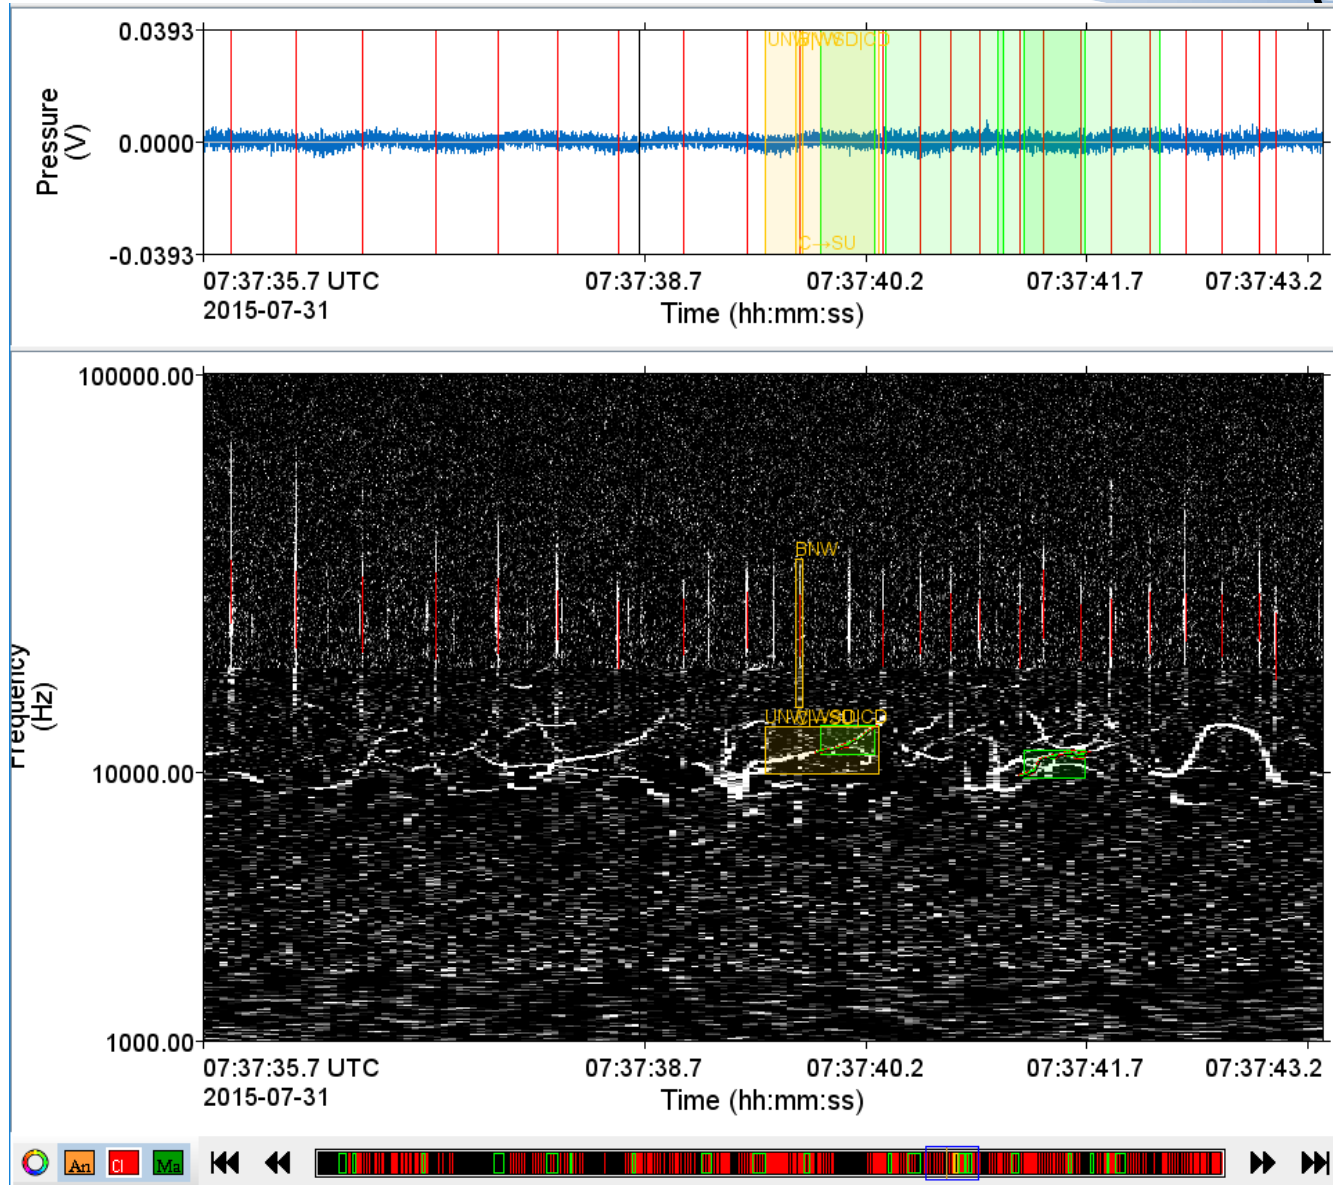 0.0393
0.0000
-0.0393
Pressure
(V)
C→SU
07:37:35.7 UTC
07:37:38.7
07:37:40.2
07:37:41.7
07:37:43.2
2015-07-31
Time (hh:mm:ss)
100000.00
10000.00
1000.00
Frequency
(Hz)
BNW
07:37:35.7 UTC
07:37:38.7
07:37:40.2
07:37:41.7
07:37:43.2
2015-07-31
Time (hh:mm:ss)
An
Cl
Ma